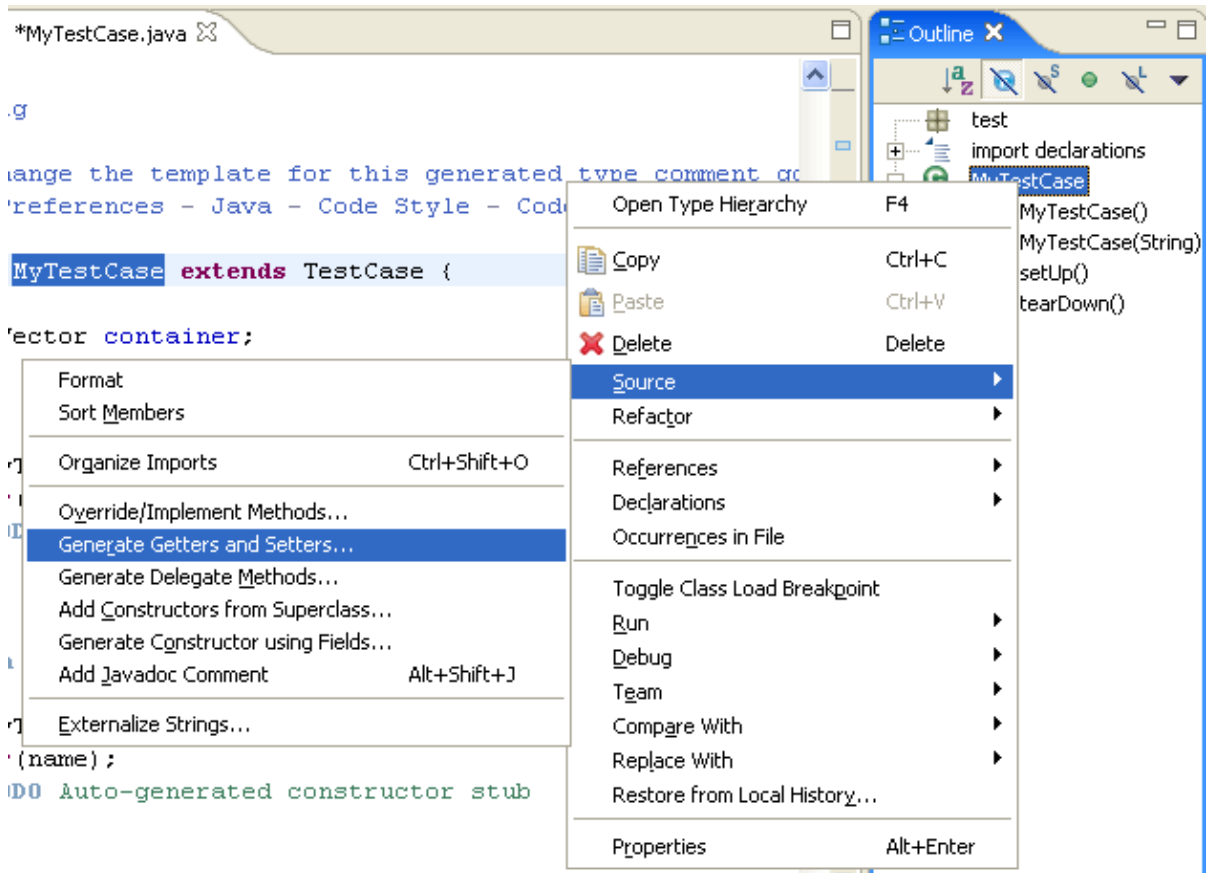 *MyTestCase.java
Outline
test
import declarations
MyTestCase
MyTestCase()
MyTestCase(String)
setUp()
tearDown()
change the template for this generated type comment go
Preferences - Java - Code Style - Cod
MyTestCase extends TestCase {
Vector container;
(name);
Auto-generated constructor stub
Open Type Hierarchy F4
Copy Ctrl+C
Paste Ctrl+V
Delete Delete
Source
Refactor
References
Declarations
Occurrences in File
Toggle Class Load Breakpoint
Run
Debug
Team
Compare With
Replace With
Restore from Local History...
Properties Alt+Enter
Format
Sort Members
Organize Imports Ctrl+Shift+O
Override/Implement Methods...
Generate Getters and Setters...
Generate Delegate Methods...
Add Constructors from Superclass...
Generate Constructor using Fields...
Add Javadoc Comment Alt+Shift+J
Externalize Strings...